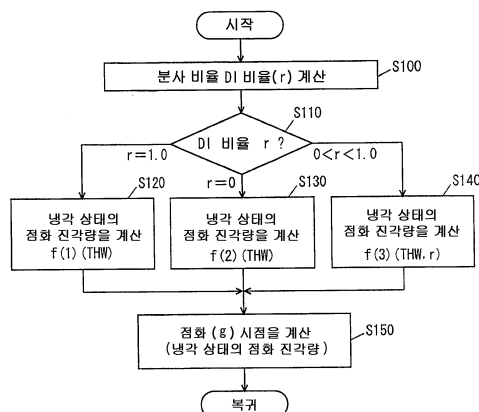 시작
분사 비율 DI 비율(r) 계산
S100
S110
DI 비율 r ?
r=1.0
r=0
0<r<1.0
S120
냉각 상태의
점화 진각량을 계산
f(1)(THW)
S130
냉각 상태의
점화 진각량을 계산
f(2)(THW)
S140
냉각 상태의
점화 진각량을 계산
f(3)(THW, r)
S150
점화(g) 시점을 계산
(냉각 상태의 점화 진각량)
복귀